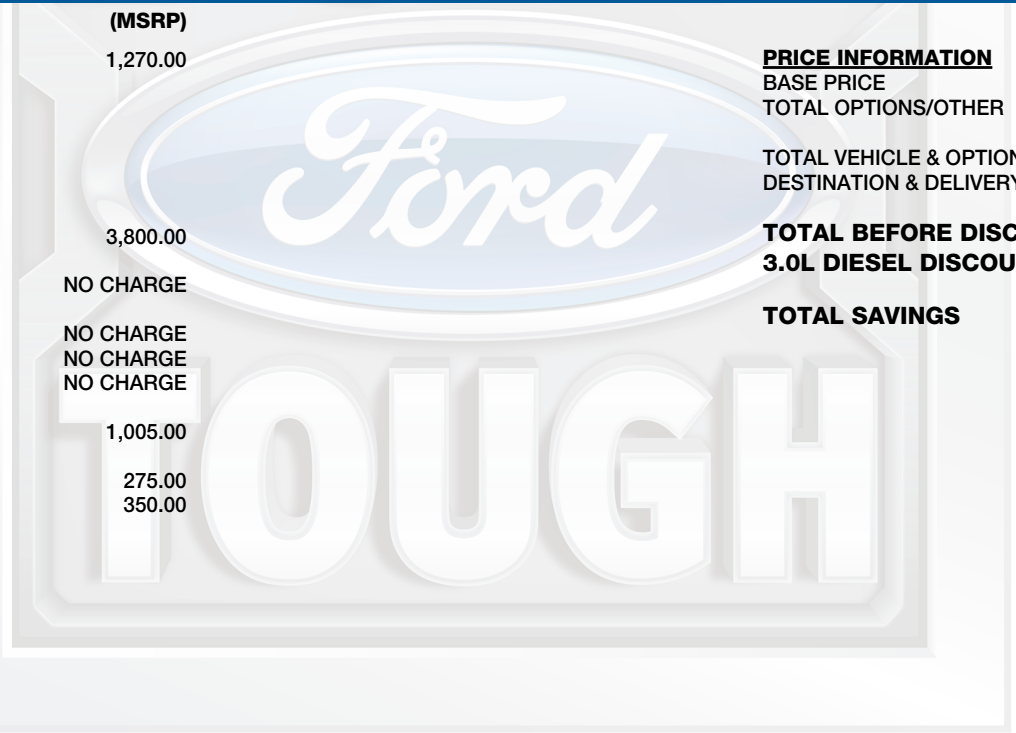 (MSRP)
1,270.00
3,800.00
NO CHARGE
NO CHARGE
NO CHARGE
NO CHARGE
1,005.00
275.00
350.00
PRICE INFORMATION
BASE PRICE
TOTAL OPTIONS/OTHER
TOTAL VEHICLE & OPTION
DESTINATION & DELIVERY
TOTAL BEFORE DISC
3.0L DIESEL DISCOU
TOTAL SAVINGS
Ford
TOUGH